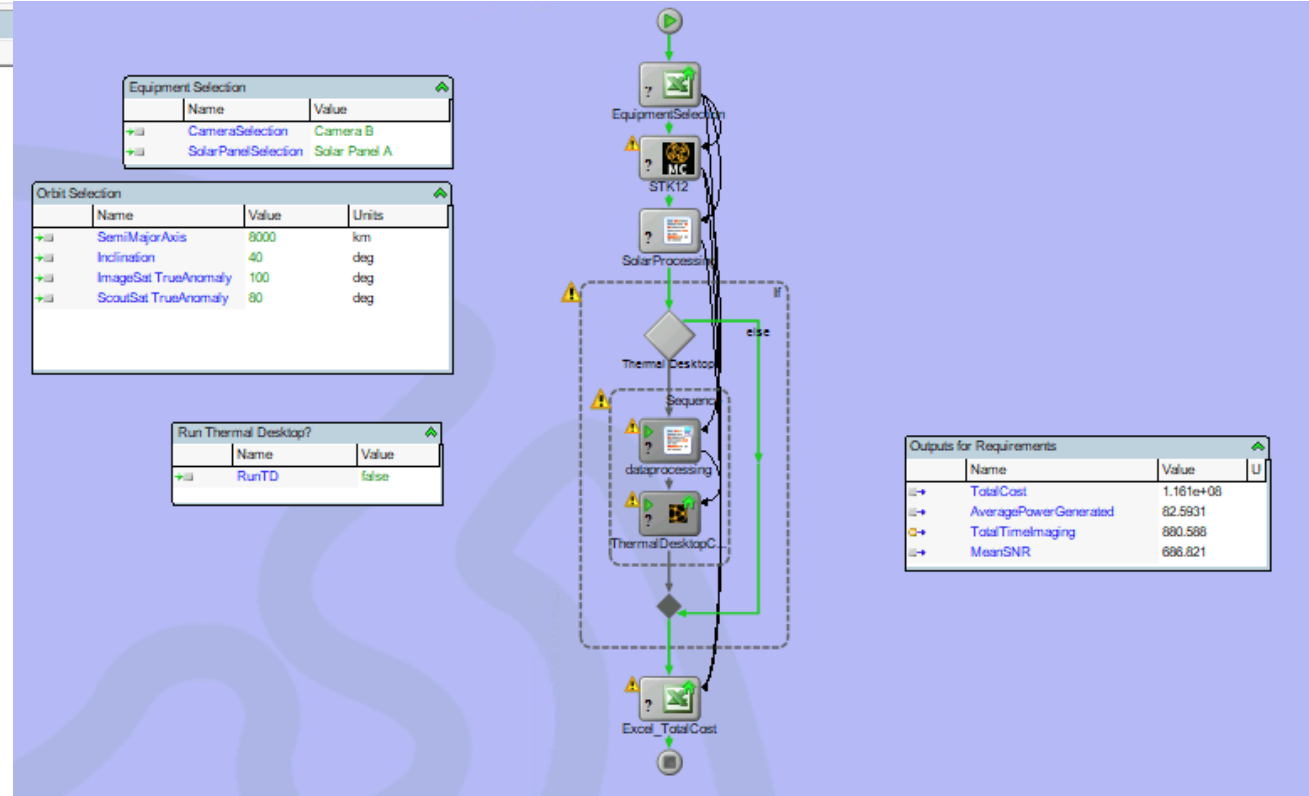 Equipment Selection
Name Value
CameraSelection Camera B
SolarPanelSelection Solar Panel A
Orbit Selection
Name Value Units
SemiMajorAxis 8000 km
Inclination 40 deg
ImageSat TrueAnomaly 100 deg
ScoutSat TrueAnomaly 80 deg
Run Thermal Desktop?
Name Value
RunTD false
?
EquipmentSelection
?
MC
STK12
?
SolarProcessing
If
else
Thermal Desktop
Sequence
?
dataprocessing
?
ThermalDesktopC...
?
Excel_TotalCost
Outputs for Requirements
Name Value U
TotalCost 1.161e+08
AveragePowerGenerated 82.5931
TotalTimeImaging 880.588
MeanSNR 686.821